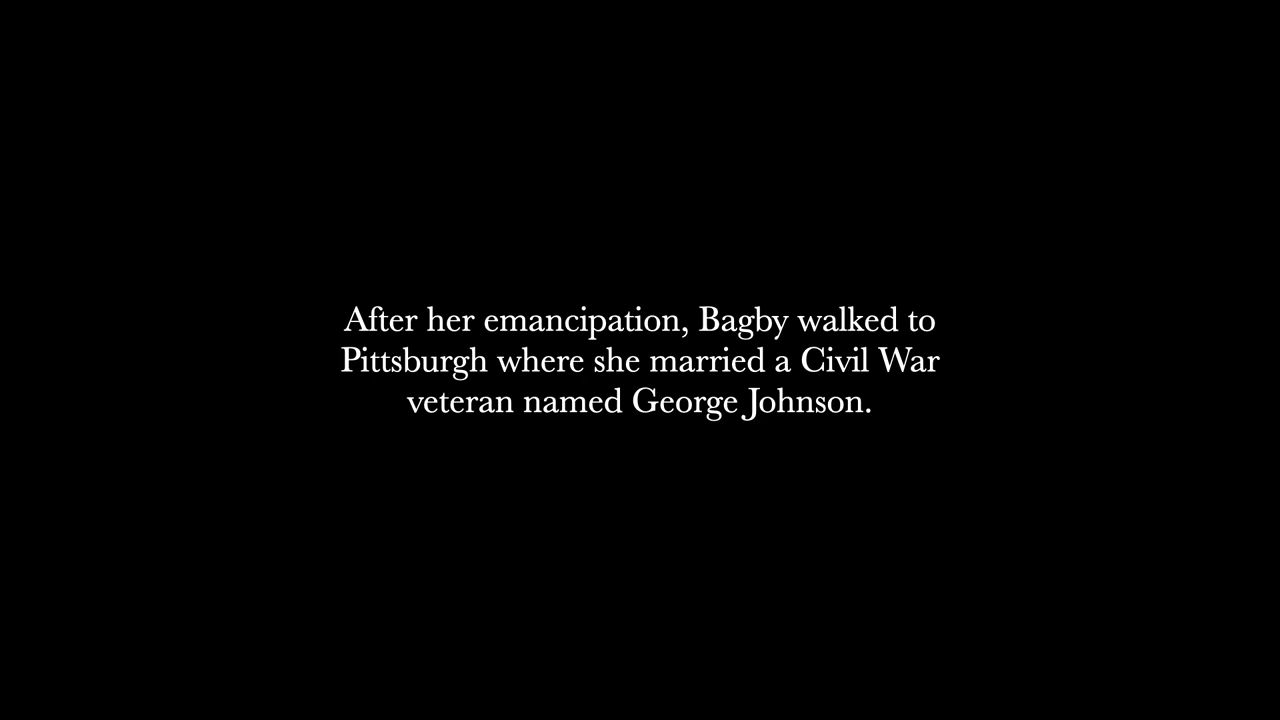 After her emancipation, Bagby walked to
Pittsburgh where she married a Civil War
veteran named George Johnson.